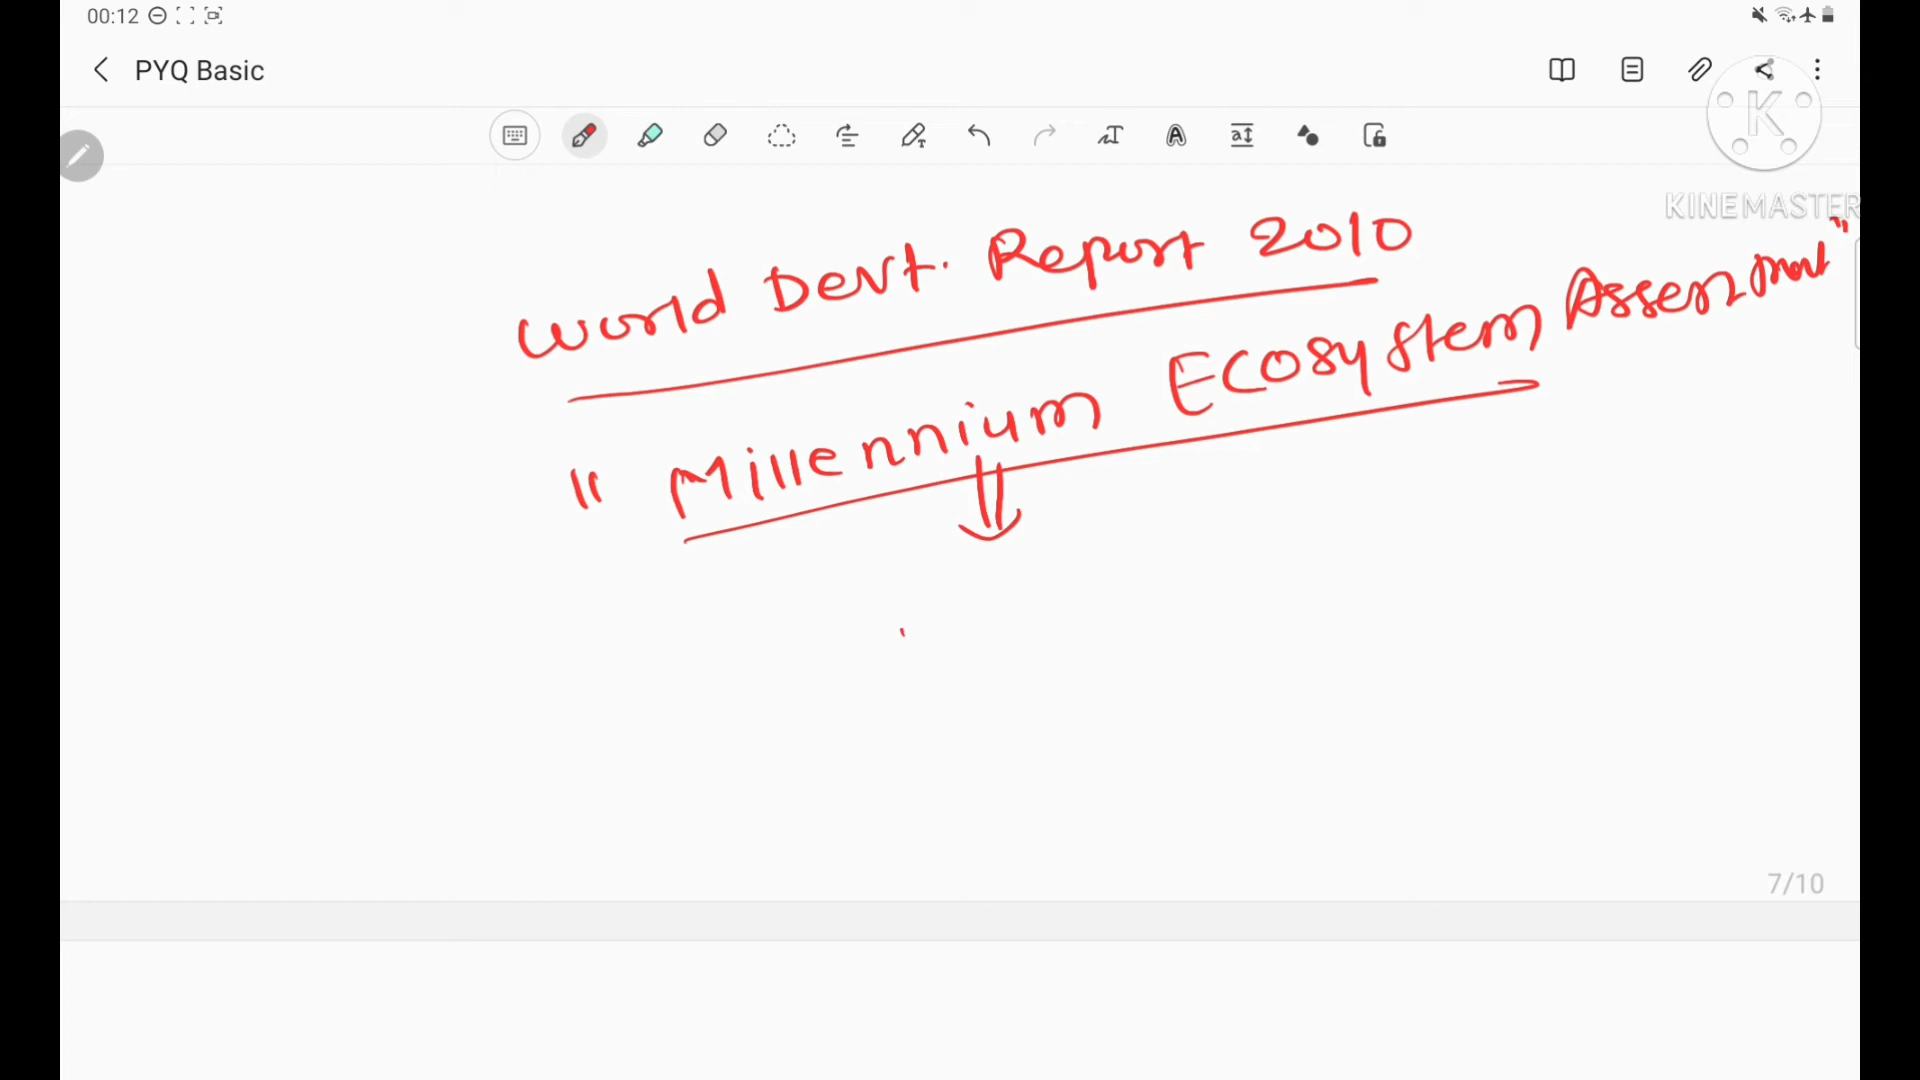 00:12
PYQ Basic
KINEMASTER
World Devt. Report 2010
" Millennium Ecosystem Assessment"
7/10